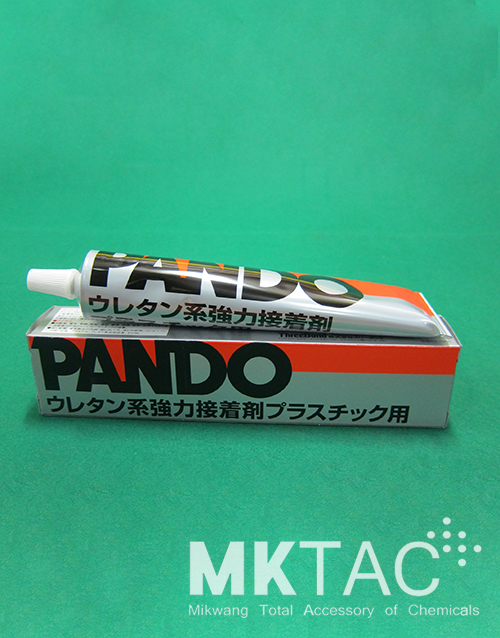 PANDO
ウレタン系強力接着剤
ThreeBond
PANDO
ウレタン系強力接着剤プラスチック用
MKTAC
Mikwang Total Accessory of Chemicals